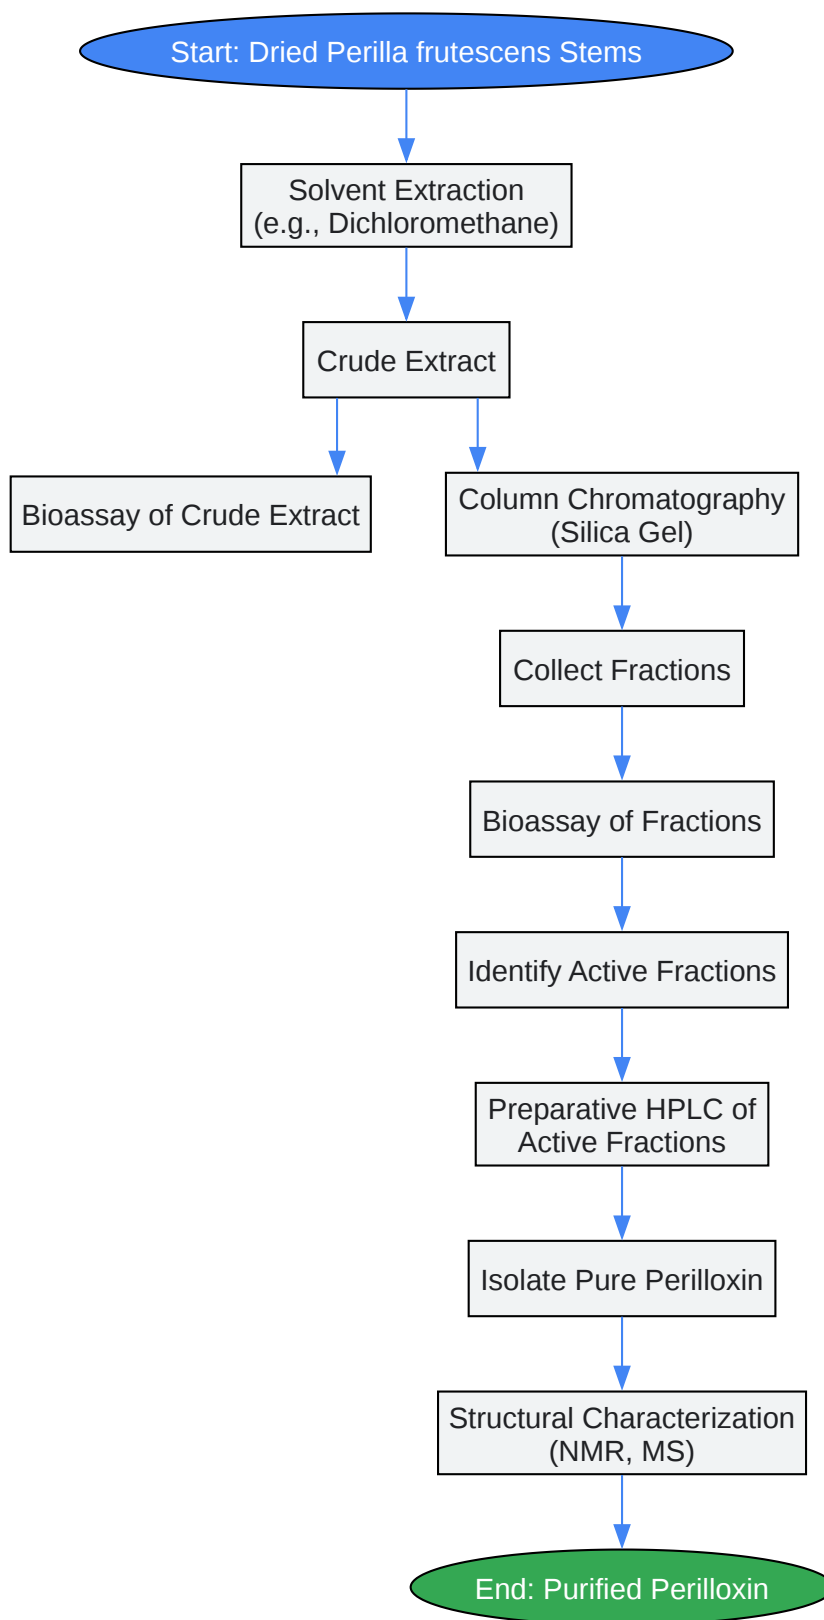 Start: Dried Perilla frutescens Stems
Solvent Extraction
(e.g., Dichloromethane)
Crude Extract
Bioassay of Crude Extract
Column Chromatography
(Silica Gel)
Collect Fractions
Bioassay of Fractions
Identify Active Fractions
Preparative HPLC of
Active Fractions
Isolate Pure Perilloxin
Structural Characterization
(NMR, MS)
End: Purified Perilloxin